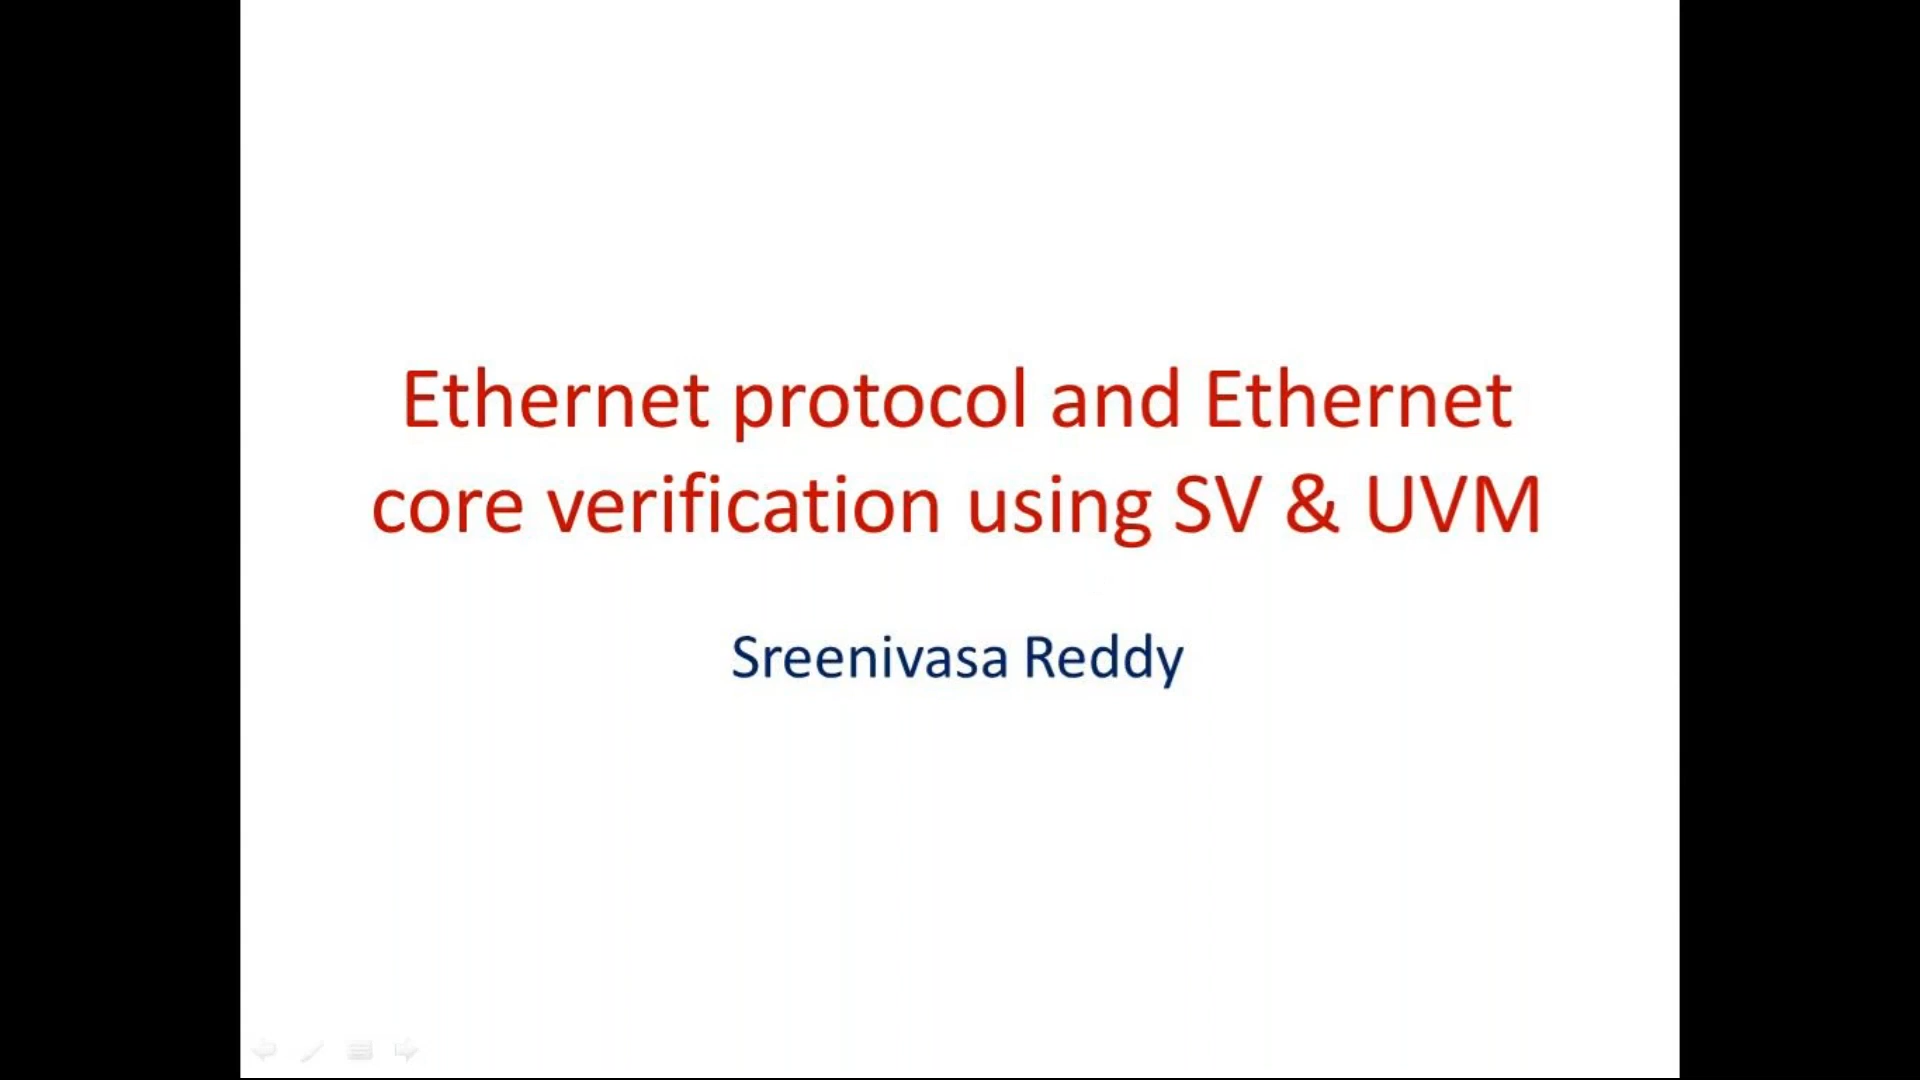 Ethernet protocol and Ethernet
core verification using SV & UVM
Sreenivasa Reddy